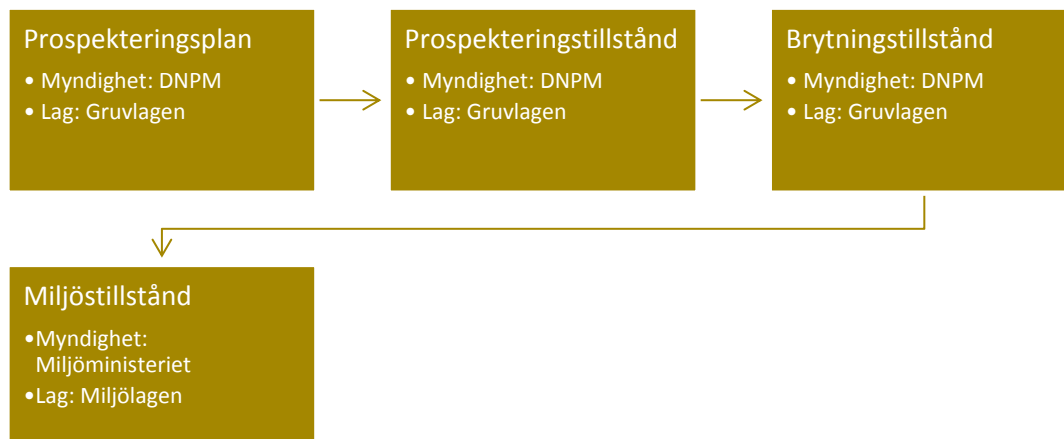 Prospekteringsplan
• Myndighet: DNPM
• Lag: Gruvlagen
Prospekteringstillstånd
• Myndighet: DNPM
• Lag: Gruvlagen
Brytningstillstånd
• Myndighet: DNPM
• Lag: Gruvlagen
Miljöstillstånd
•Myndighet:
Miljöministeriet
•Lag: Miljölagen